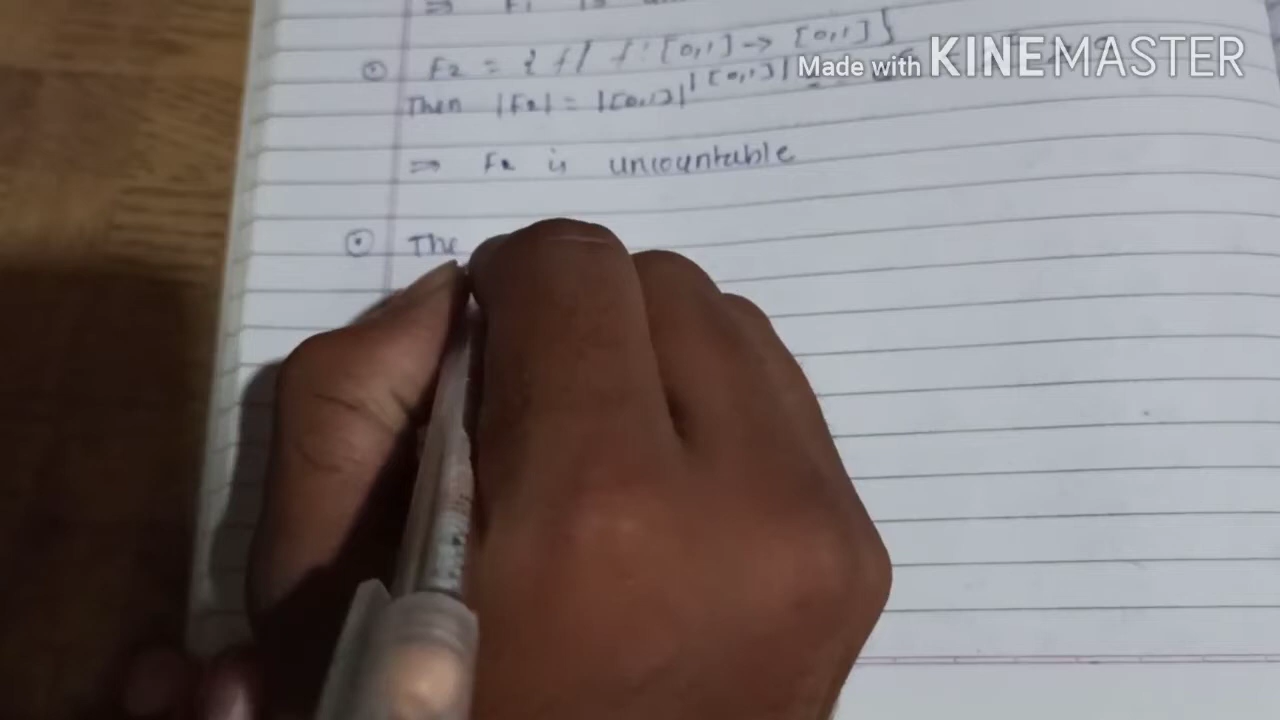 ⇒ F1 is
⊙ F2 = { f / f : [0,1] → [0,1] }
Made with KINEMASTER
Then |F2| = |[0,1]|^|[0,1]|
⇒ F2 is uncountable
⊙ The